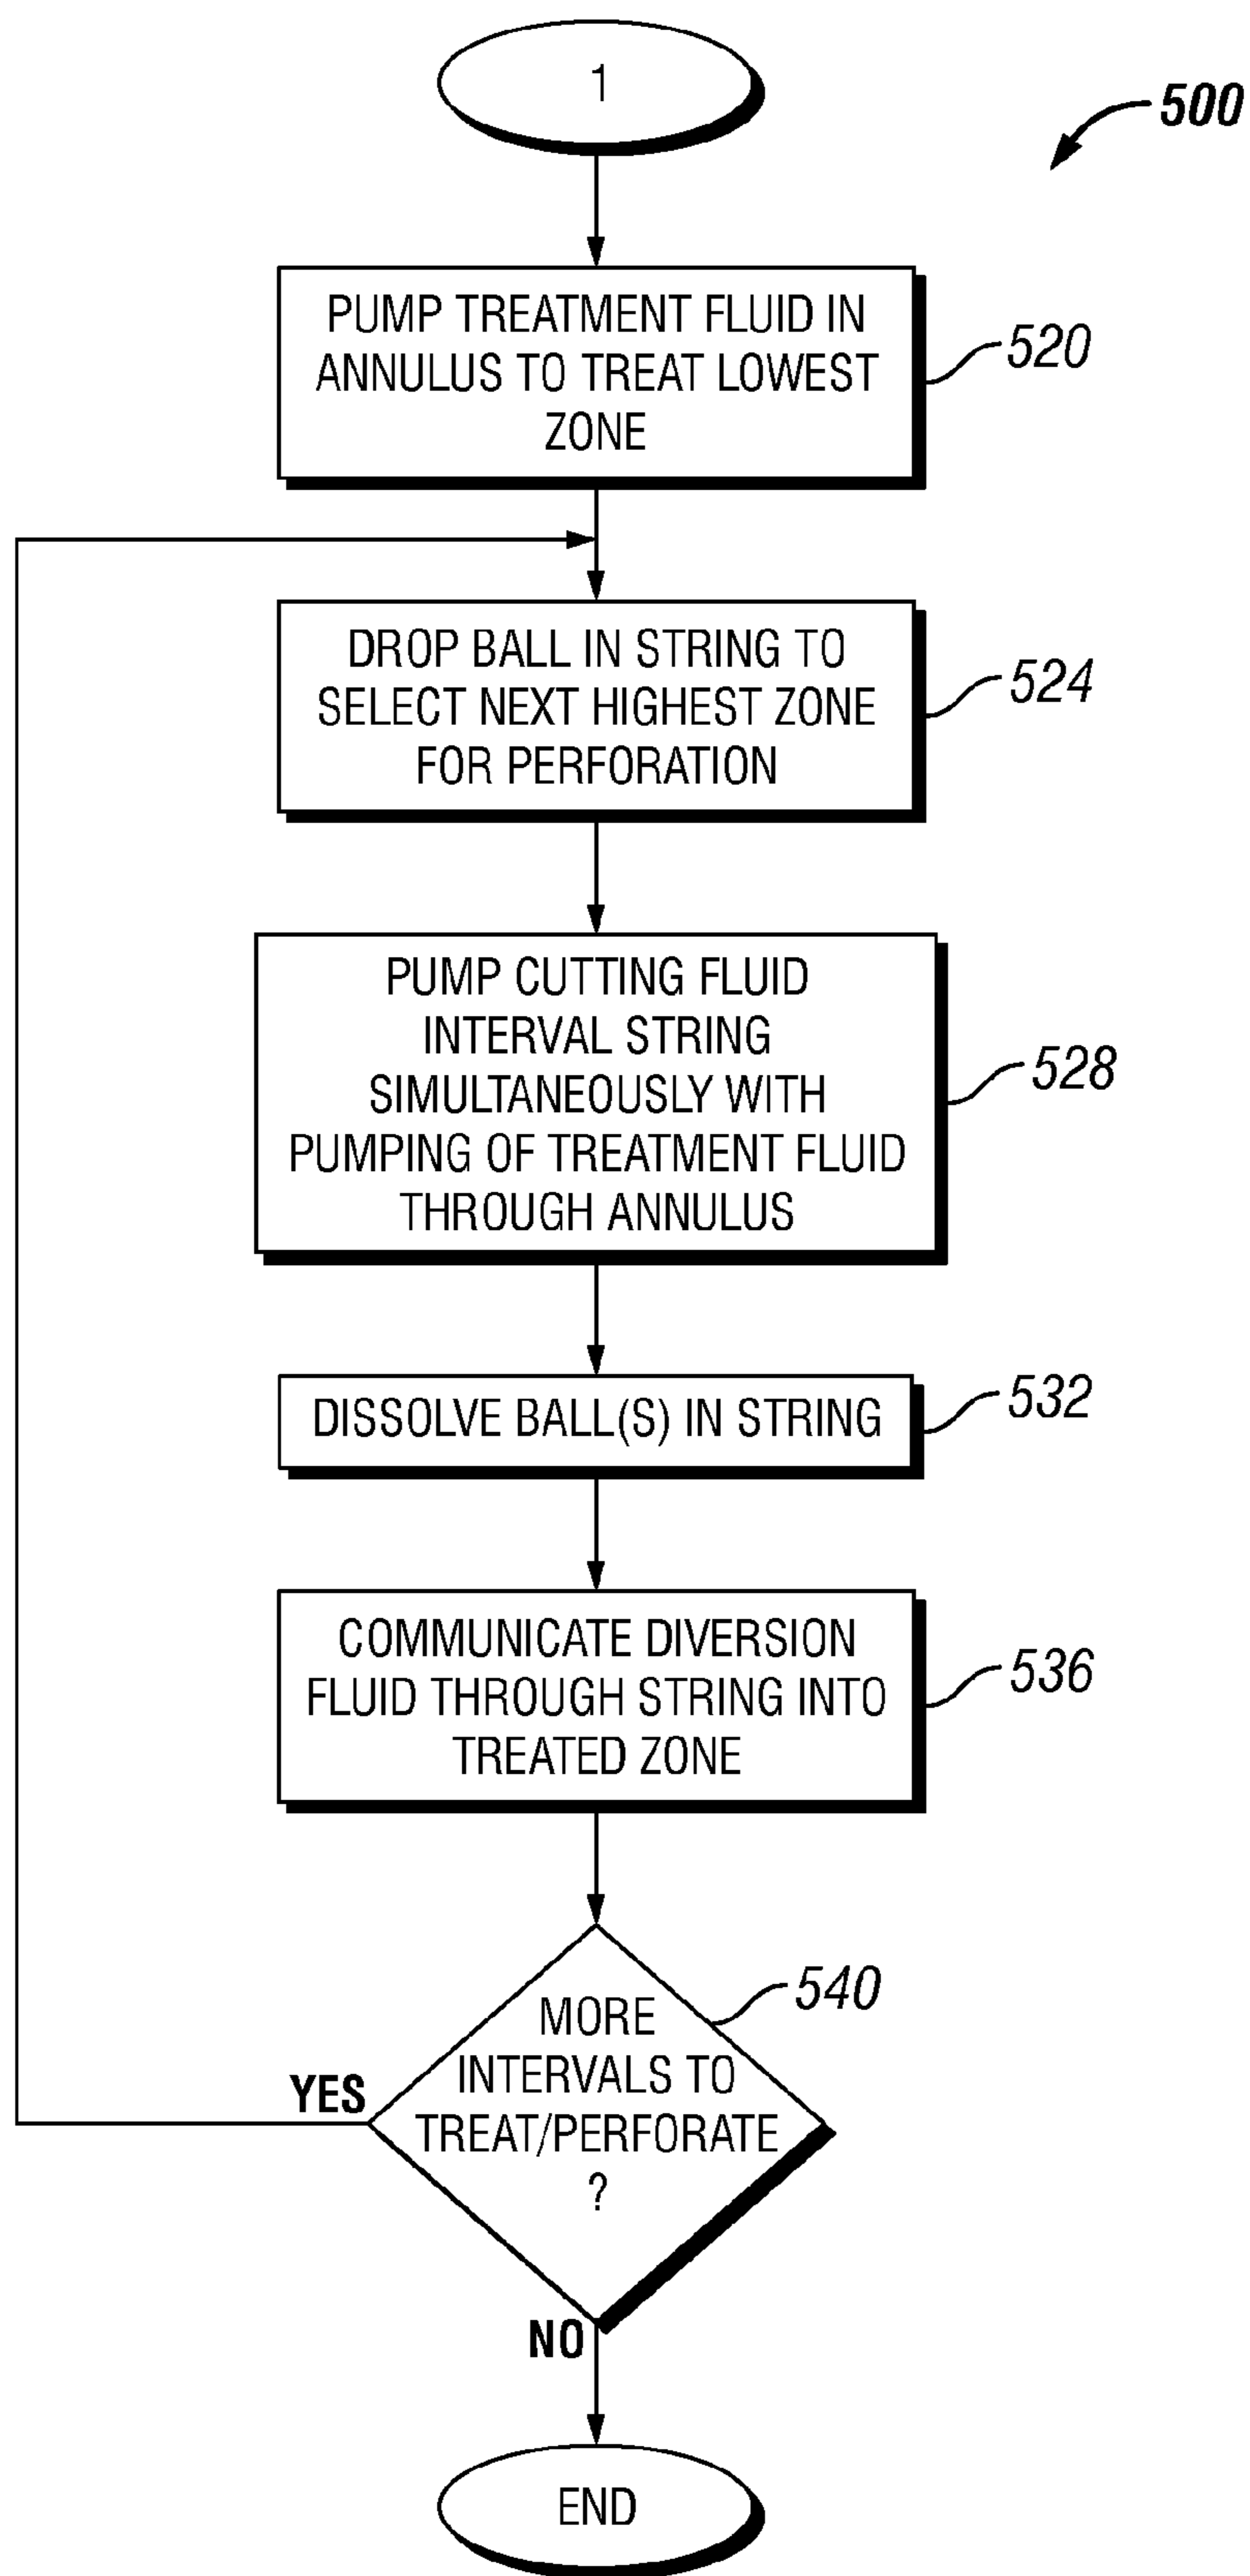 1
500
PUMP TREATMENT FLUID IN
ANNULUS TO TREAT LOWEST
ZONE
520
DROP BALL IN STRING TO
SELECT NEXT HIGHEST ZONE
FOR PERFORATION
524
PUMP CUTTING FLUID
INTERVAL STRING
SIMULTANEOUSLY WITH
PUMPING OF TREATMENT FLUID
THROUGH ANNULUS
528
DISSOLVE BALL(S) IN STRING
532
COMMUNICATE DIVERSION
FLUID THROUGH STRING INTO
TREATED ZONE
536
MORE
INTERVALS TO
TREAT/PERFORATE
?
540
YES
NO
END